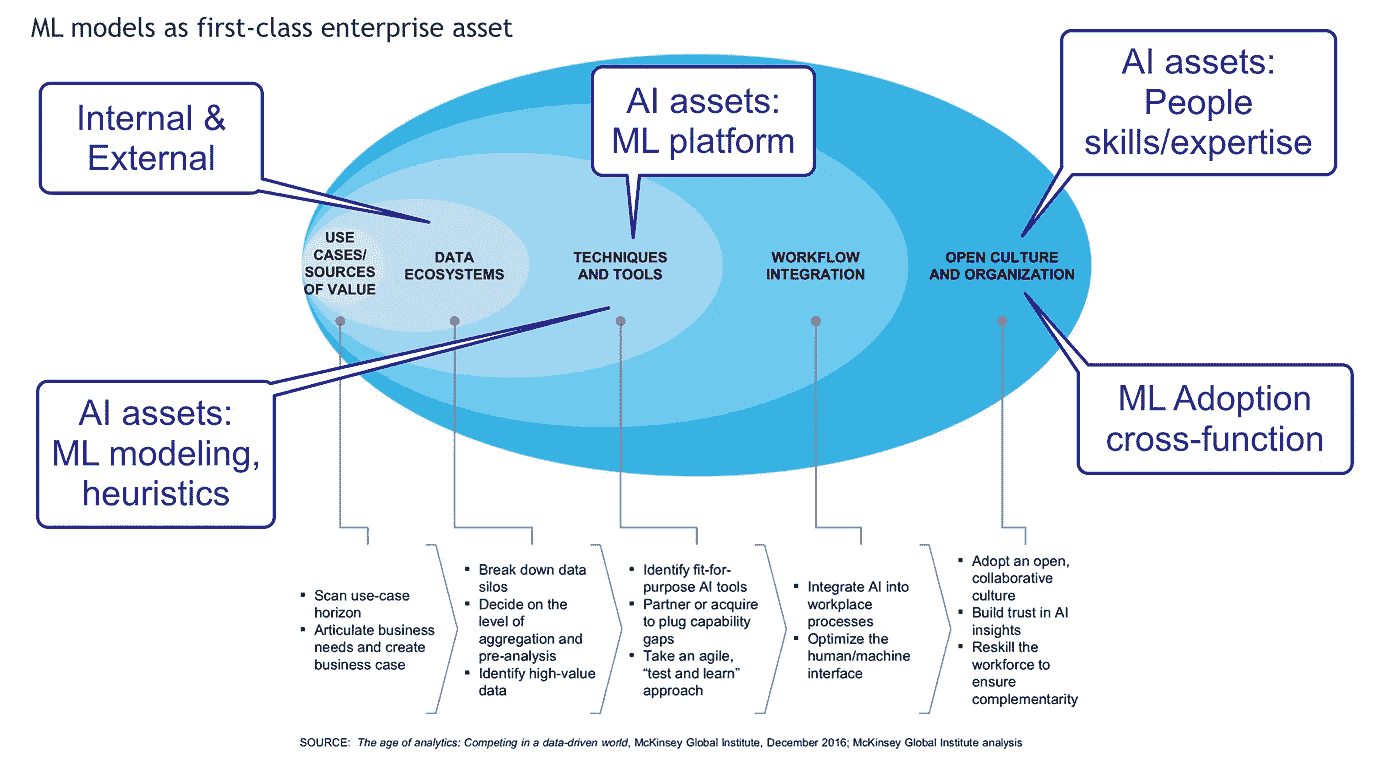 ML models as first-class enterprise asset
Internal &
External
AI assets:
ML platform
AI assets:
People
skills/expertise
USE
CASES/
SOURCES
OF VALUE
DATA
ECOSYSTEMS
TECHNIQUES
AND TOOLS
WORKFLOW
INTEGRATION
OPEN CULTURE
AND ORGANIZATION
AI assets:
ML modeling,
heuristics
ML Adoption
cross-function
▪ Scan use-case
horizon
▪ Articulate business
needs and create
business case
▪ Break down data
silos
▪ Decide on the
level of
aggregation and
pre-analysis
▪ Identify high-value
data
▪ Identify fit-for-
purpose AI tools
▪ Partner or acquire
to plug capability
gaps
▪ Take an agile,
“test and learn”
approach
▪ Integrate AI into
workplace
processes
▪ Optimize the
human/machine
interface
▪ Adopt an open,
collaborative
culture
▪ Build trust in AI
insights
▪ Reskill the
workforce to
ensure
complementarity
SOURCE: The age of analytics: Competing in a data-driven world, McKinsey Global Institute, December 2016; McKinsey Global Institute analysis